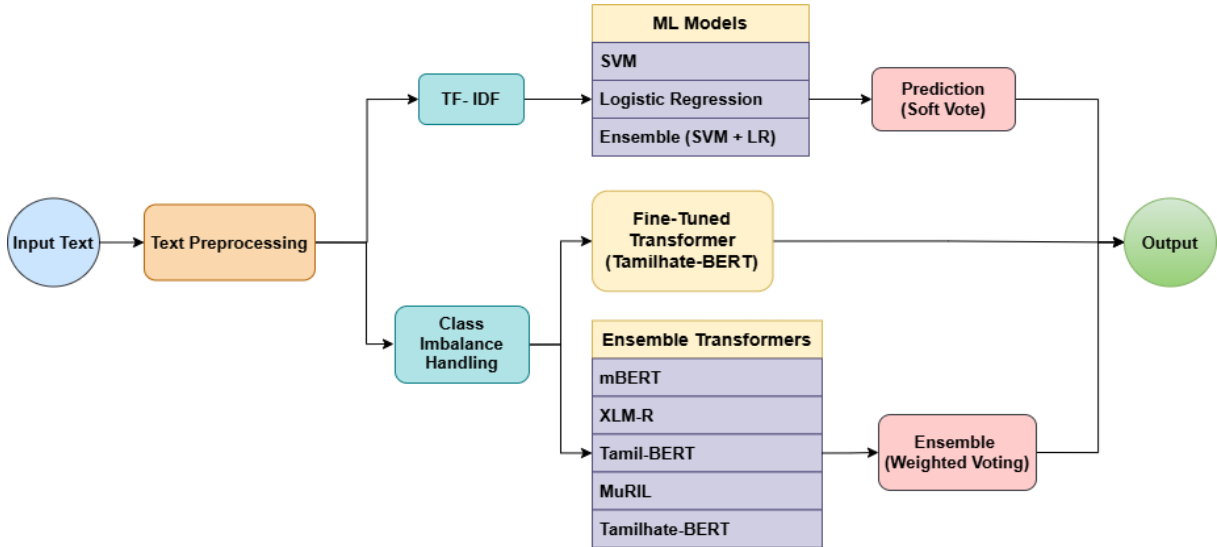 Input Text
Text Preprocessing
TF- IDF
ML Models
SVM
Logistic Regression
Ensemble (SVM + LR)
Prediction
(Soft Vote)
Class
Imbalance
Handling
Fine-Tuned
Transformer
(Tamilhate-BERT)
Ensemble Transformers
mBERT
XLM-R
Tamil-BERT
MuRIL
Tamilhate-BERT
Ensemble
(Weighted Voting)
Output